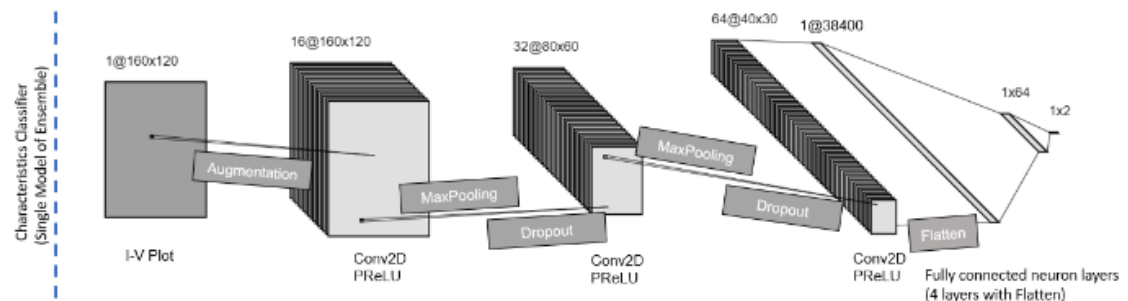 Characteristics Classifier
(Single Model of Ensemble)
1@160x120
I-V Plot
Augmentation
16@160x120
Conv2D
PReLU
MaxPooling
Dropout
32@80x60
Conv2D
PReLU
MaxPooling
Dropout
64@40x30
Conv2D
PReLU
Flatten
1@38400
1x64
1x2
Fully connected neuron layers
(4 layers with Flatten)